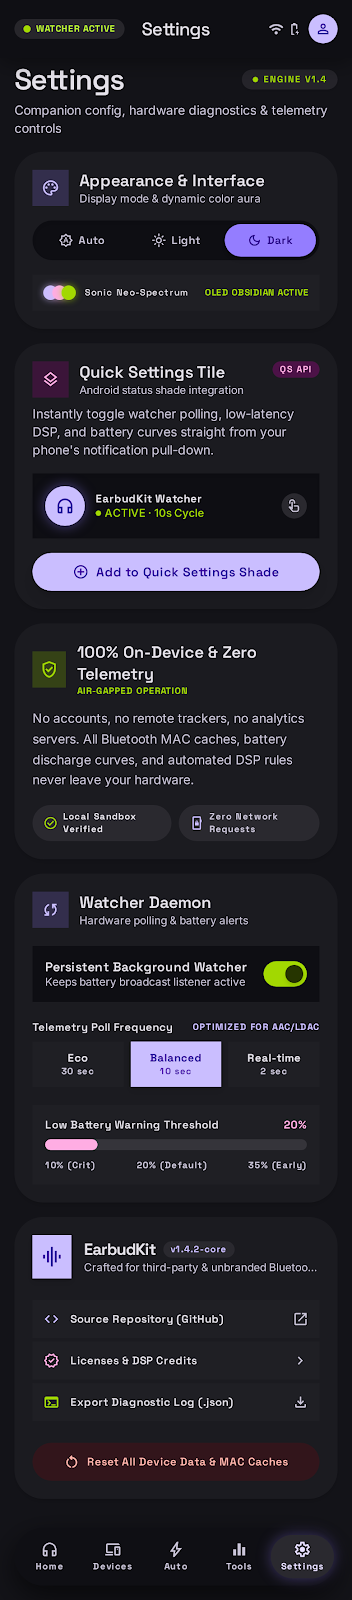 WATCHER ACTIVE
Settings
Settings
ENGINE V1.4
Companion config, hardware diagnostics & telemetry
controls
Appearance & Interface
Display mode & dynamic color aura
Auto
Light
Dark
Sonic Neo-Spectrum
OLED OBSIDIAN ACTIVE
Quick Settings Tile
QS API
Android status shade integration
Instantly toggle watcher polling, low-latency
DSP, and battery curves straight from your
phone's notification pull-down.
EarbudKit Watcher
ACTIVE · 10s Cycle
Add to Quick Settings Shade
100% On-Device & Zero
Telemetry
AIR-GAPPED OPERATION
No accounts, no remote trackers, no analytics
servers. All Bluetooth MAC caches, battery
discharge curves, and automated DSP rules
never leave your hardware.
Local Sandbox
Verified
Zero Network
Requests
Watcher Daemon
Hardware polling & battery alerts
Persistent Background Watcher
Keeps battery broadcast listener active
Telemetry Poll Frequency
OPTIMIZED FOR AAC/LDAC
Eco
30 sec
Balanced
10 sec
Real-time
2 sec
Low Battery Warning Threshold
20%
10% (Crit)
20% (Default)
35% (Early)
EarbudKit
v1.4.2-core
Crafted for third-party & unbranded Bluetoo...
Source Repository (GitHub)
Licenses & DSP Credits
Export Diagnostic Log (.json)
Reset All Device Data & MAC Caches
Home
Devices
Auto
Tools
Settings